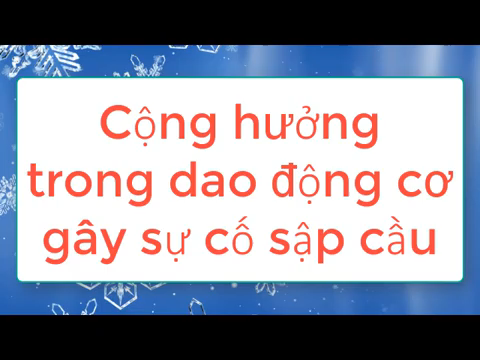 Cộng hưởng
trong dao động cơ
gây sự cố sập cầu